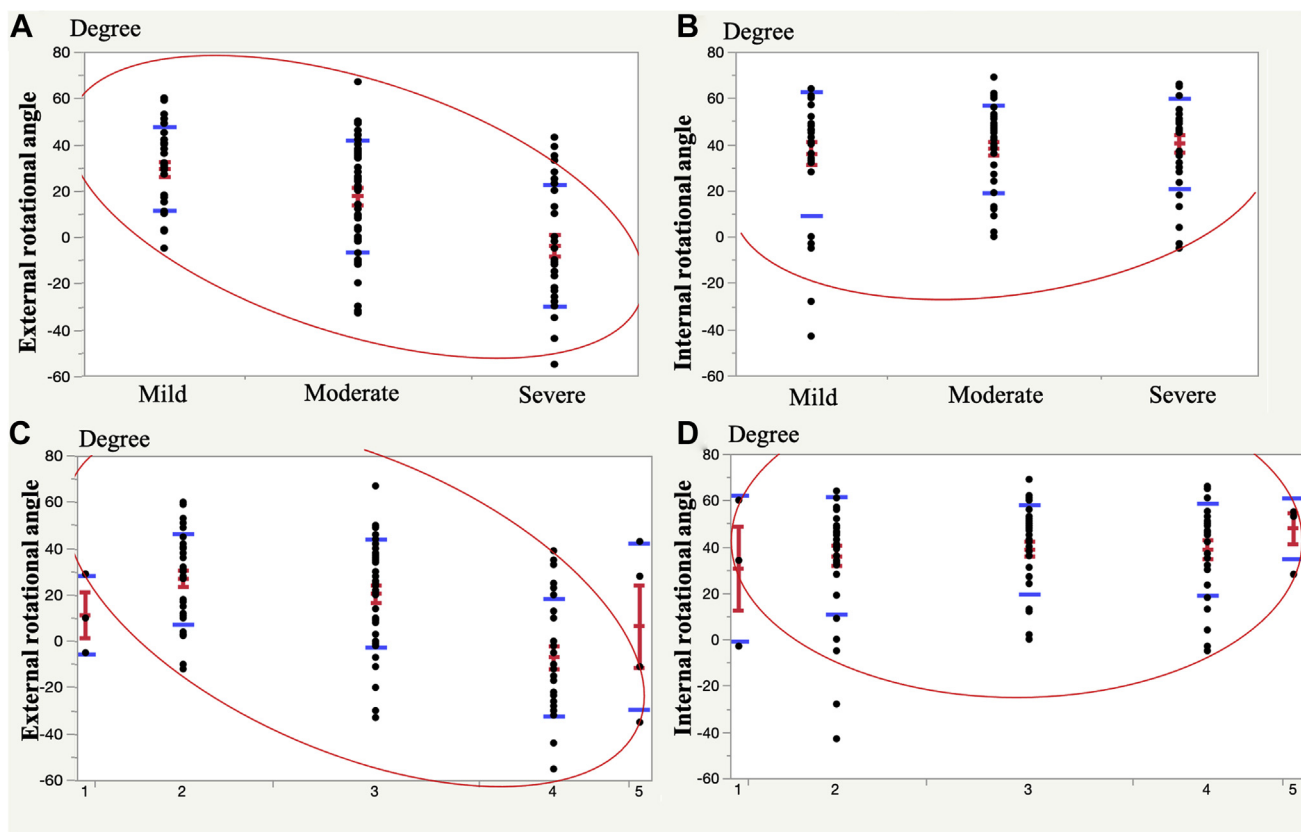 A Degree
External rotational angle
80
60
40
20
0
-20
-40
-60
Mild Moderate Severe
B Degree
Internal rotational angle
80
60
40
20
0
-20
-40
-60
Mild Moderate Severe
C Degree
External rotational angle
80
60
40
20
0
-20
-40
-60
1 2 3 4 5
D Degree
Internal rotational angle
80
60
40
20
0
-20
-40
-60
1 2 3 4 5